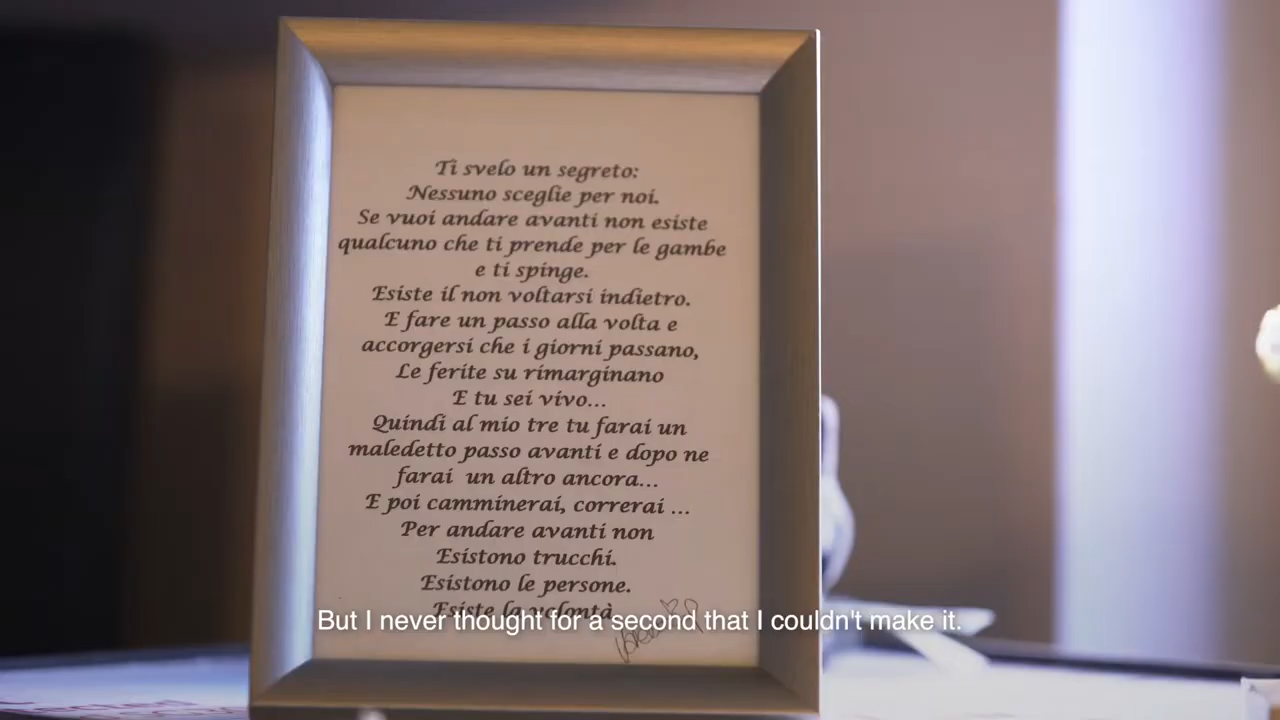 Ti svelo un segreto:
Nessuno sceglie per noi.
Se vuoi andare avanti non esiste
qualcuno che ti prende per le gambe
e ti spinge.
Esiste il non voltarsi indietro.
E fare un passo alla volta e
accorgersi che i giorni passano,
Le ferite su rimarginano
E tu sei vivo...
Quindi al mio tre tu farai un
maledetto passo avanti e dopo ne
farai un altro ancora...
E poi camminerai, correrai ...
Per andare avanti non
Esistono trucchi.
Esistono le persone.
Esiste la volontà
But I never thought for a second that I couldn't make it.